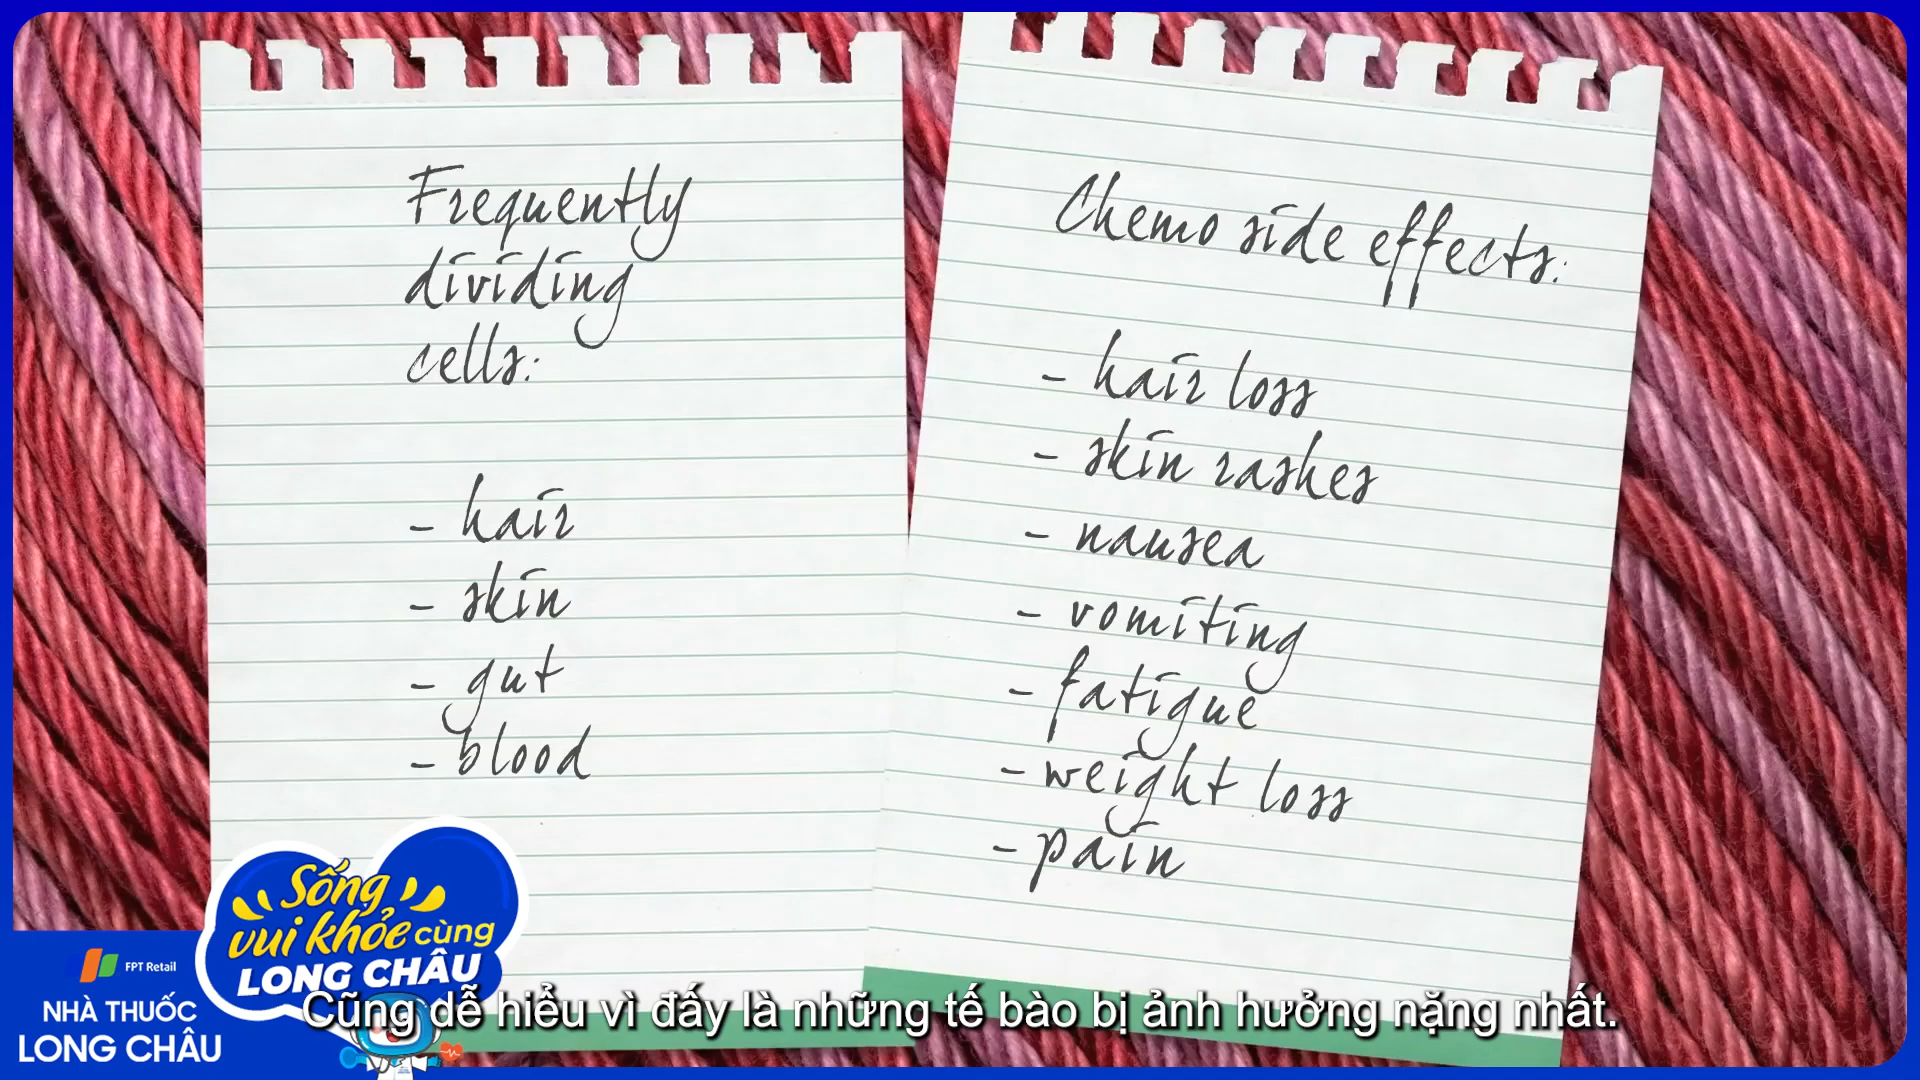 Frequently
dividing
cells:
- hair
- skin
- gut
- blood
Chemo side effects:
- hair loss
- skin rashes
- nausea
- vomiting
- fatigue
- weight loss
- pain
Sống
vui khỏe cùng
LONG CHÂU
FPT Retail
NHÀ THUỐC
LONG CHÂU
Cũng dễ hiểu vì đấy là những tế bào bị ảnh hưởng nặng nhất.